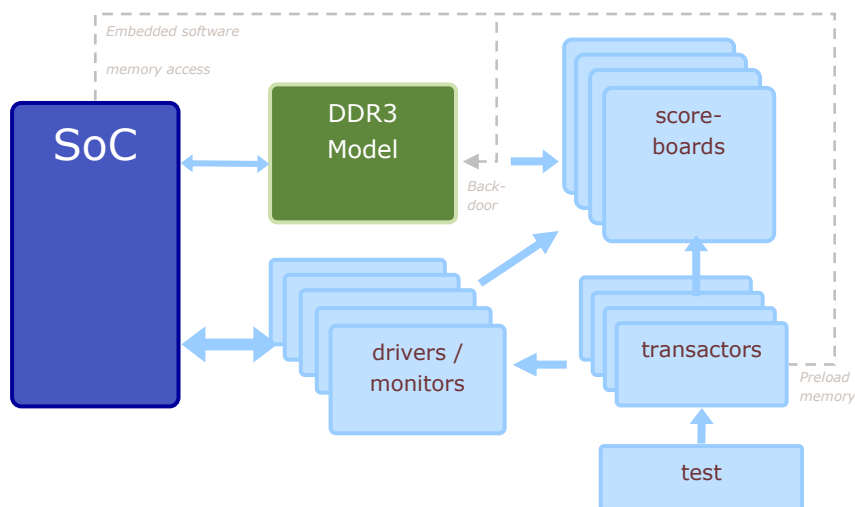 Embedded software
memory access
SoC
DDR3
Model
score-
boards
Back-
door
drivers /
monitors
transactors
Preload
memory
test